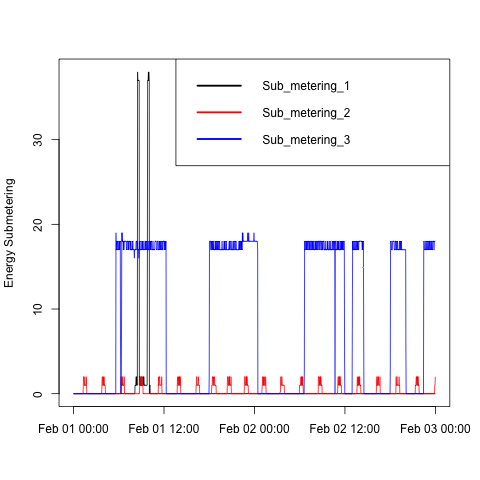 Sub_metering_1
Sub_metering_2
Sub_metering_3
Energy Submetering
30
20
10
0
Feb 01 00:00 Feb 01 12:00 Feb 02 00:00 Feb 02 12:00 Feb 03 00:00